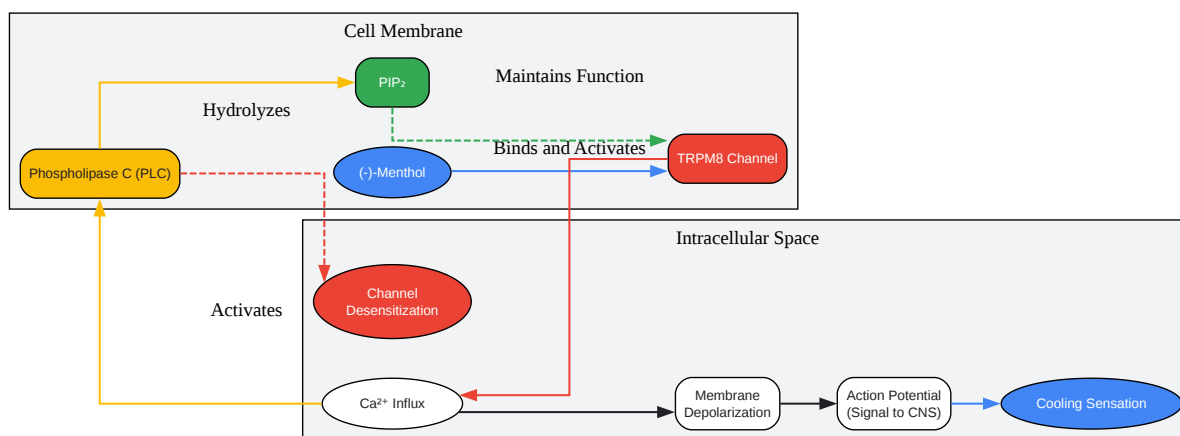 Cell Membrane
PIP₂
Maintains Function
Hydrolyzes
Binds and Activates
Phospholipase C (PLC)
(-)-Menthol
TRPM8 Channel
Intracellular Space
Channel
Desensitization
Activates
Ca²⁺ Influx
Membrane
Depolarization
Action Potential
(Signal to CNS)
Cooling Sensation